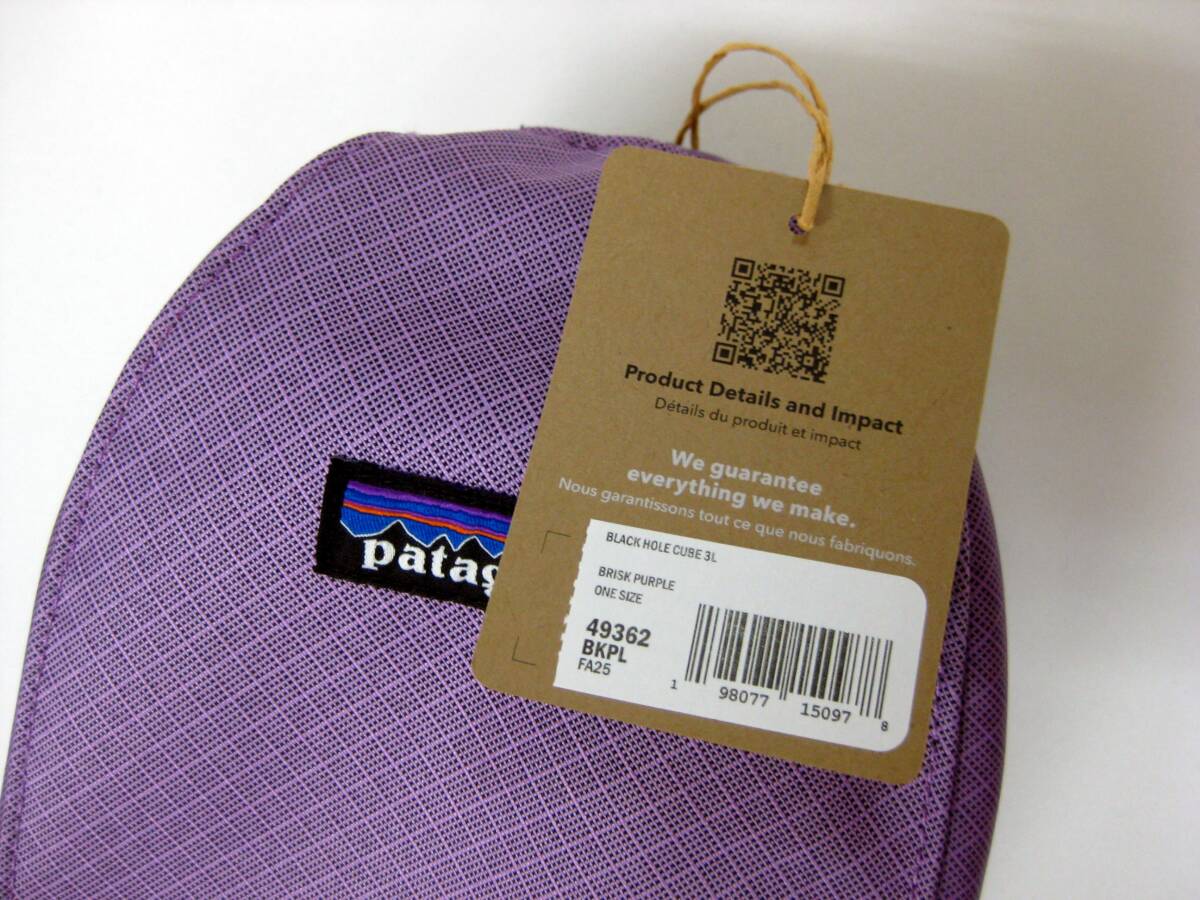 Product Details and Impact
Détails du produit et impact
We guarantee
everything we make.
Nous garantissons tout ce que nous fabriquons.
BLACK HOLE CUBE 3L
BRISK PURPLE
ONE SIZE
49362
BKPL
FA25
1 98077 15097 8
patag